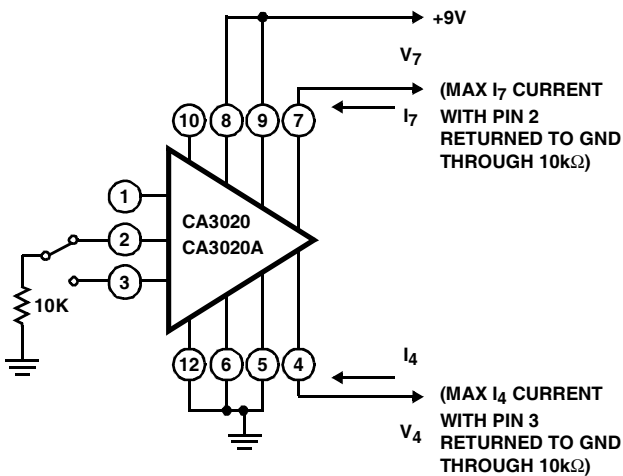 +9V
V7
(MAX I7 CURRENT
I7
WITH PIN 2
RETURNED TO GND
THROUGH 10kΩ)
10
8
9
7
1
CA3020
2
CA3020A
3
10K
12
6
5
4
I4
(MAX I4 CURRENT
WITH PIN 3
V4
RETURNED TO GND
THROUGH 10kΩ)